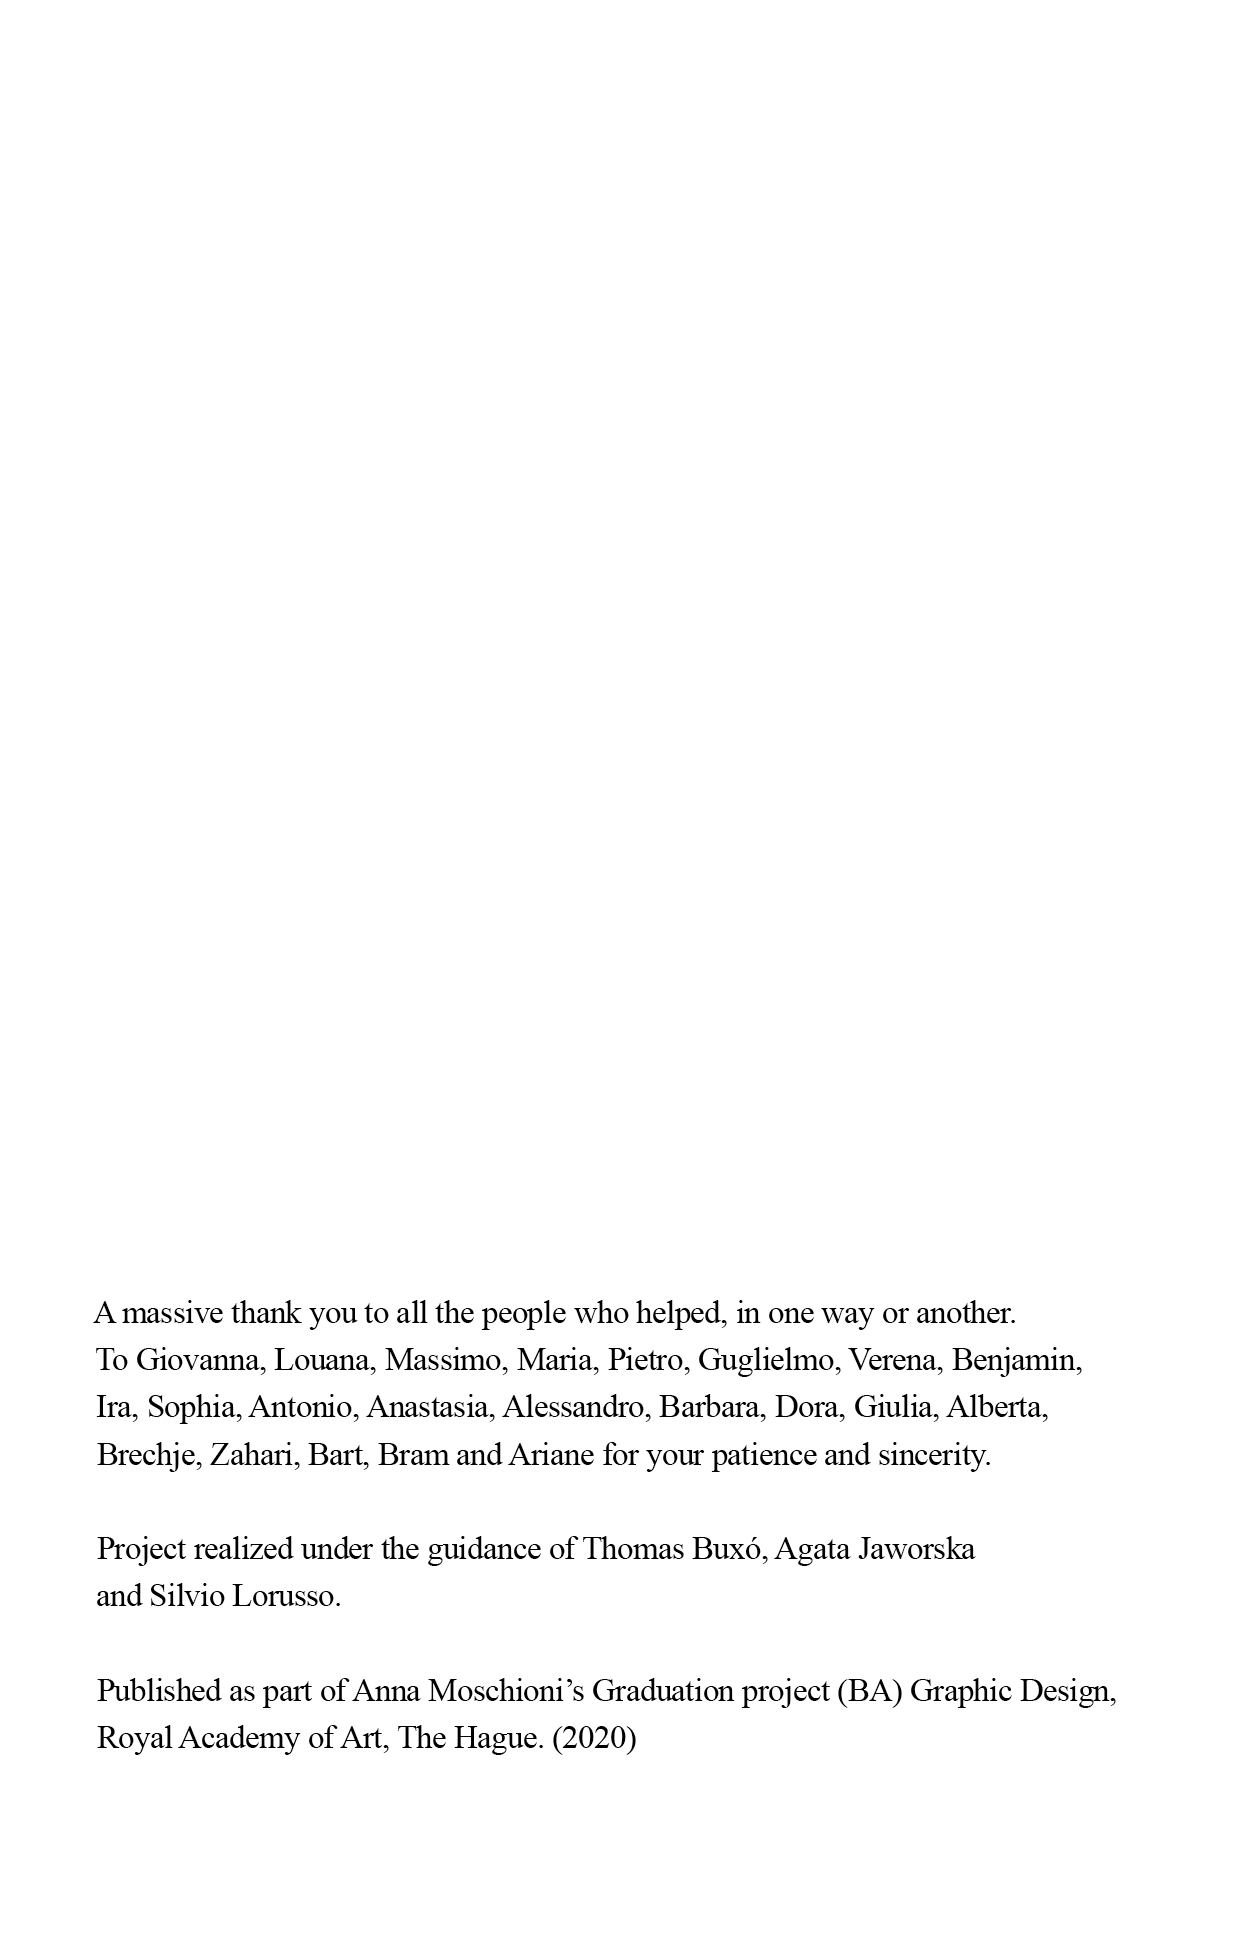 A massive thank you to all the people who helped, in one way or another.
To Giovanna, Louana, Massimo, Maria, Pietro, Guglielmo, Verena, Benjamin,
Ira, Sophia, Antonio, Anastasia, Alessandro, Barbara, Dora, Giulia, Alberta,
Brechje, Zahari, Bart, Bram and Ariane for your patience and sincerity.
Project realized under the guidance of Thomas Buxó, Agata Jaworska
and Silvio Lorusso.
Published as part of Anna Moschioni’s Graduation project (BA) Graphic Design,
Royal Academy of Art, The Hague. (2020)